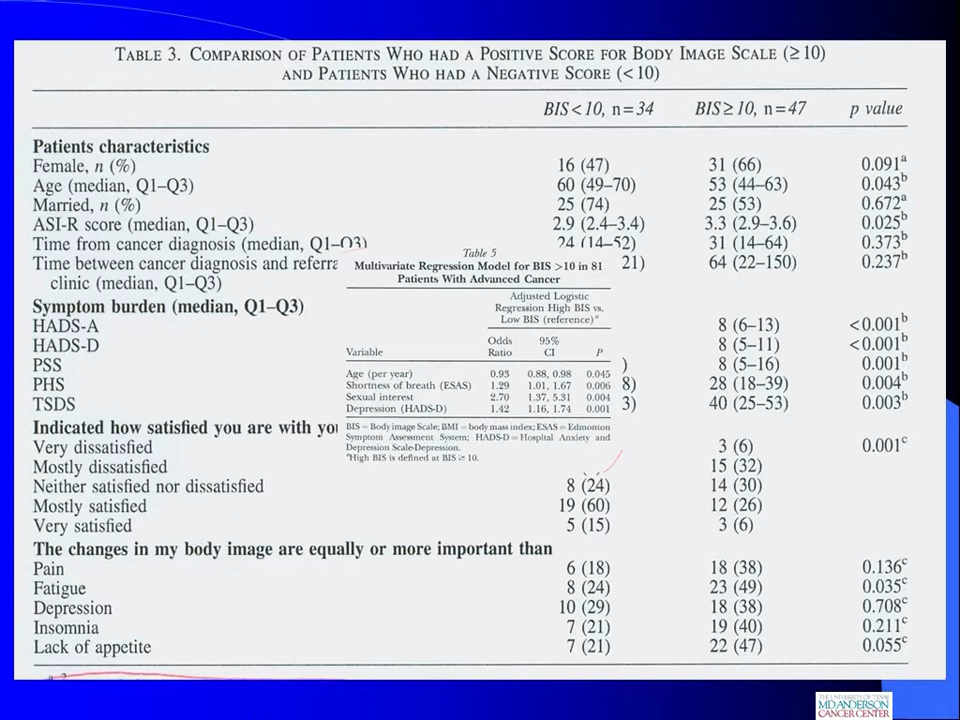 TABLE 3. COMPARISON OF PATIENTS WHO HAD A POSITIVE SCORE FOR BODY IMAGE SCALE (≥ 10)
AND PATIENTS WHO HAD A NEGATIVE SCORE (< 10)
BIS < 10, n = 34 BIS ≥ 10, n = 47 p value
Patients characteristics
Female, n (%) 16 (47) 31 (66) 0.091a
Age (median, Q1–Q3) 60 (49–70) 53 (44–63) 0.043b
Married, n (%) 25 (74) 25 (53) 0.672a
ASI-R score (median, Q1–Q3) 2.9 (2.4–3.4) 3.3 (2.9–3.6) 0.025b
Time from cancer diagnosis (median, Q1–Q3) 24 (14–52) 31 (14–64) 0.373b
Time between cancer diagnosis and 21) 64 (22–150) 0.237b
clinic (median, Q1–Q3)
Symptom burden (median, Q1–Q3)
HADS-A 8 (6–13) <0.001b
HADS-D 8 (5–11) <0.001b
PSS ) 8 (5–16) 0.001b
PHS 8) 28 (18–39) 0.004b
TSDS 3) 40 (25–53) 0.003b
Indicated how satisfied you are with
Very dissatisfied 3 (6) 0.001c
Mostly dissatisfied 15 (32)
Neither satisfied nor dissatisfied 8 (24) 14 (30)
Mostly satisfied 19 (60) 12 (26)
Very satisfied 5 (15) 3 (6)
The changes in my body image are equally or more important than
Pain 6 (18) 18 (38) 0.136c
Fatigue 8 (24) 23 (49) 0.035c
Depression 10 (29) 18 (38) 0.708c
Insomnia 7 (21) 19 (40) 0.211c
Lack of appetite 7 (21) 22 (47) 0.055c
Table 5
Multivariate Regression Model for BIS >10 in 81
Patients With Advanced Cancer
Adjusted Logistic
Regression High BIS vs.
Low BIS (reference)a
Odds 95%
Variable Ratio CI P
Age (per year) 0.93 0.88, 0.98 0.045
Shortness of breath (ESAS) 1.29 1.01, 1.67 0.006
Sexual interest 2.70 1.37, 5.31 0.004
Depression (HADS-D) 1.42 1.16, 1.74 0.001
BIS = Body image Scale; BMI = body mass index; ESAS = Edmonton
Symptom Assessment System; HADS-D = Hospital Anxiety and
Depression Scale-Depression.
aHigh BIS is defined at BIS ≥ 10.
THE UNIVERSITY OF TEXAS
MD ANDERSON
CANCER CENTER